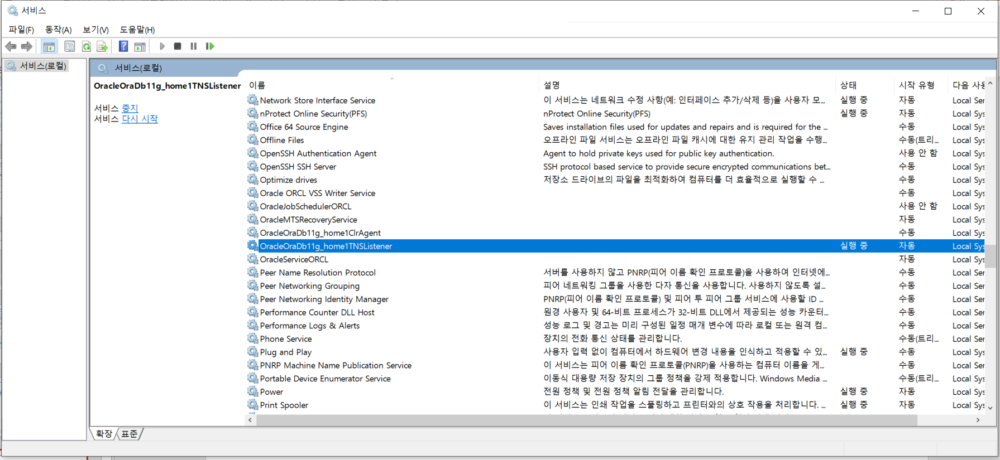 서비스
파일(F) 동작(A) 보기(V) 도움말(H)
서비스(로컬)
서비스(로컬)
OracleOraDb11g_home1TNSListener
서비스 중지
서비스 다시 시작
이름 설명 상태 시작 유형 다음 사용
Network Store Interface Service 이 서비스는 네트워크 수정 사항(예: 인터페이스 추가/삭제 등)을 사용자 모... 실행 중 자동 Local Ser
nProtect Online Security(PFS) nProtect Online Security(PFS) 실행 중 자동 Local Sys
Office 64 Source Engine Saves installation files used for updates and repairs and is required for the ... 수동 Local Sys
Offline Files 오프라인 파일 서비스는 오프라인 파일 캐시에 대한 유지 관리 작업을 수행... 수동(트리... Local Sys
OpenSSH Authentication Agent Agent to hold private keys used for public key authentication. 사용 안 함 Local Sys
OpenSSH SSH Server SSH protocol based service to provide secure encrypted communications bet... 수동 Local Sys
Optimize drives 저장소 드라이브의 파일을 최적화하여 컴퓨터를 더 효율적으로 실행할 수 ... 수동 Local Sys
Oracle ORCL VSS Writer Service 수동 Local Sys
OracleJobSchedulerORCL 사용 안 함 Local Sys
OracleMTSRecoveryService 자동 Local Sys
OracleOraDb11g_home1ClrAgent 수동 Local Sys
OracleOraDb11g_home1TNSListener 실행 중 자동 Local Sys
OracleServiceORCL 자동 Local Sys
Peer Name Resolution Protocol 서버를 사용하지 않고 PNRP(피어 이름 확인 프로토콜)을 사용하여 인터넷에... 수동 Local Ser
Peer Networking Grouping 피어 네트워킹 그룹을 사용한 다자 통신을 사용합니다. 사용하지 않도록 설... 수동 Local Ser
Peer Networking Identity Manager PNRP(피어 이름 확인 프로토콜) 및 피어 투 피어 그룹 서비스에 사용할 ID ... 수동 Local Ser
Performance Counter DLL Host 원경 사용자 및 64-비트 프로세스가 32-비트 DLL에서 제공되는 성능 카운터... 수동 Local Ser
Performance Logs & Alerts 성능 로그 및 경고는 미리 구성된 일정 매개 변수에 따라 로컬 또는 원격 컴... 수동 Local Ser
Phone Service 장치의 전화 통신 상태를 관리합니다. 수동(트리... Local Ser
Plug and Play 사용자 입력 없이 컴퓨터에서 하드웨어 변경 내용을 인식하고 적용할 수 있... 실행 중 수동 Local Sys
PNRP Machine Name Publication Service 이 서비스는 피어 이름 확인 프로토콜(PNRP)을 사용하는 컴퓨터 이름을 게... 수동 Local Ser
Portable Device Enumerator Service 이동식 대용량 저장 장치의 그룹 정책을 강제 적용합니다. Windows Media ... 수동(트리... Local Sys
Power 전원 정책 및 전원 정책 알림 전달을 관리합니다. 실행 중 자동 Local Sys
Print Spooler 이 서비스는 인쇄 작업을 스풀링하고 프린터와의 상호 작용을 처리합니다. ... 실행 중 자동 Local Sys
확장 표준